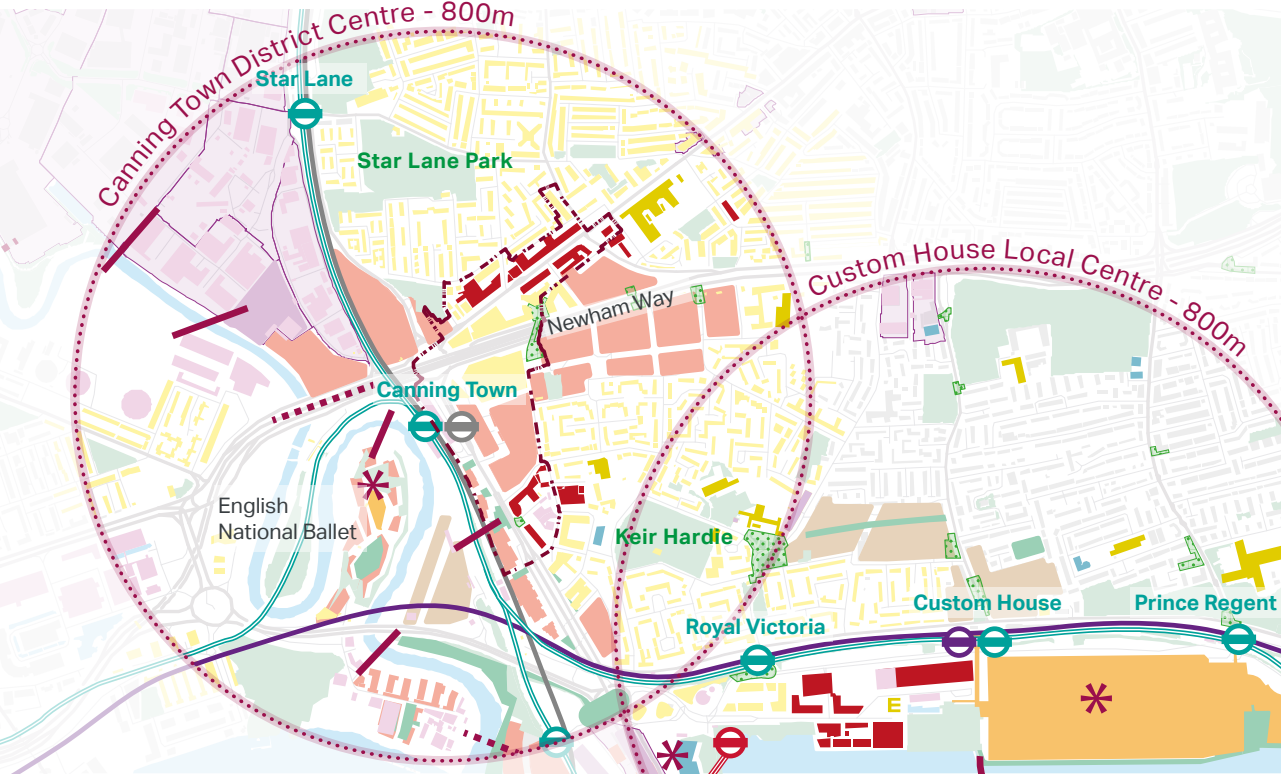 Canning Town District Centre - 800m
Star Lane
Star Lane Park
Custom House Local Centre - 800m
Newham Way
Canning Town
English
National Ballet
Keir Hardie
Custom House
Prince Regent
Royal Victoria
E